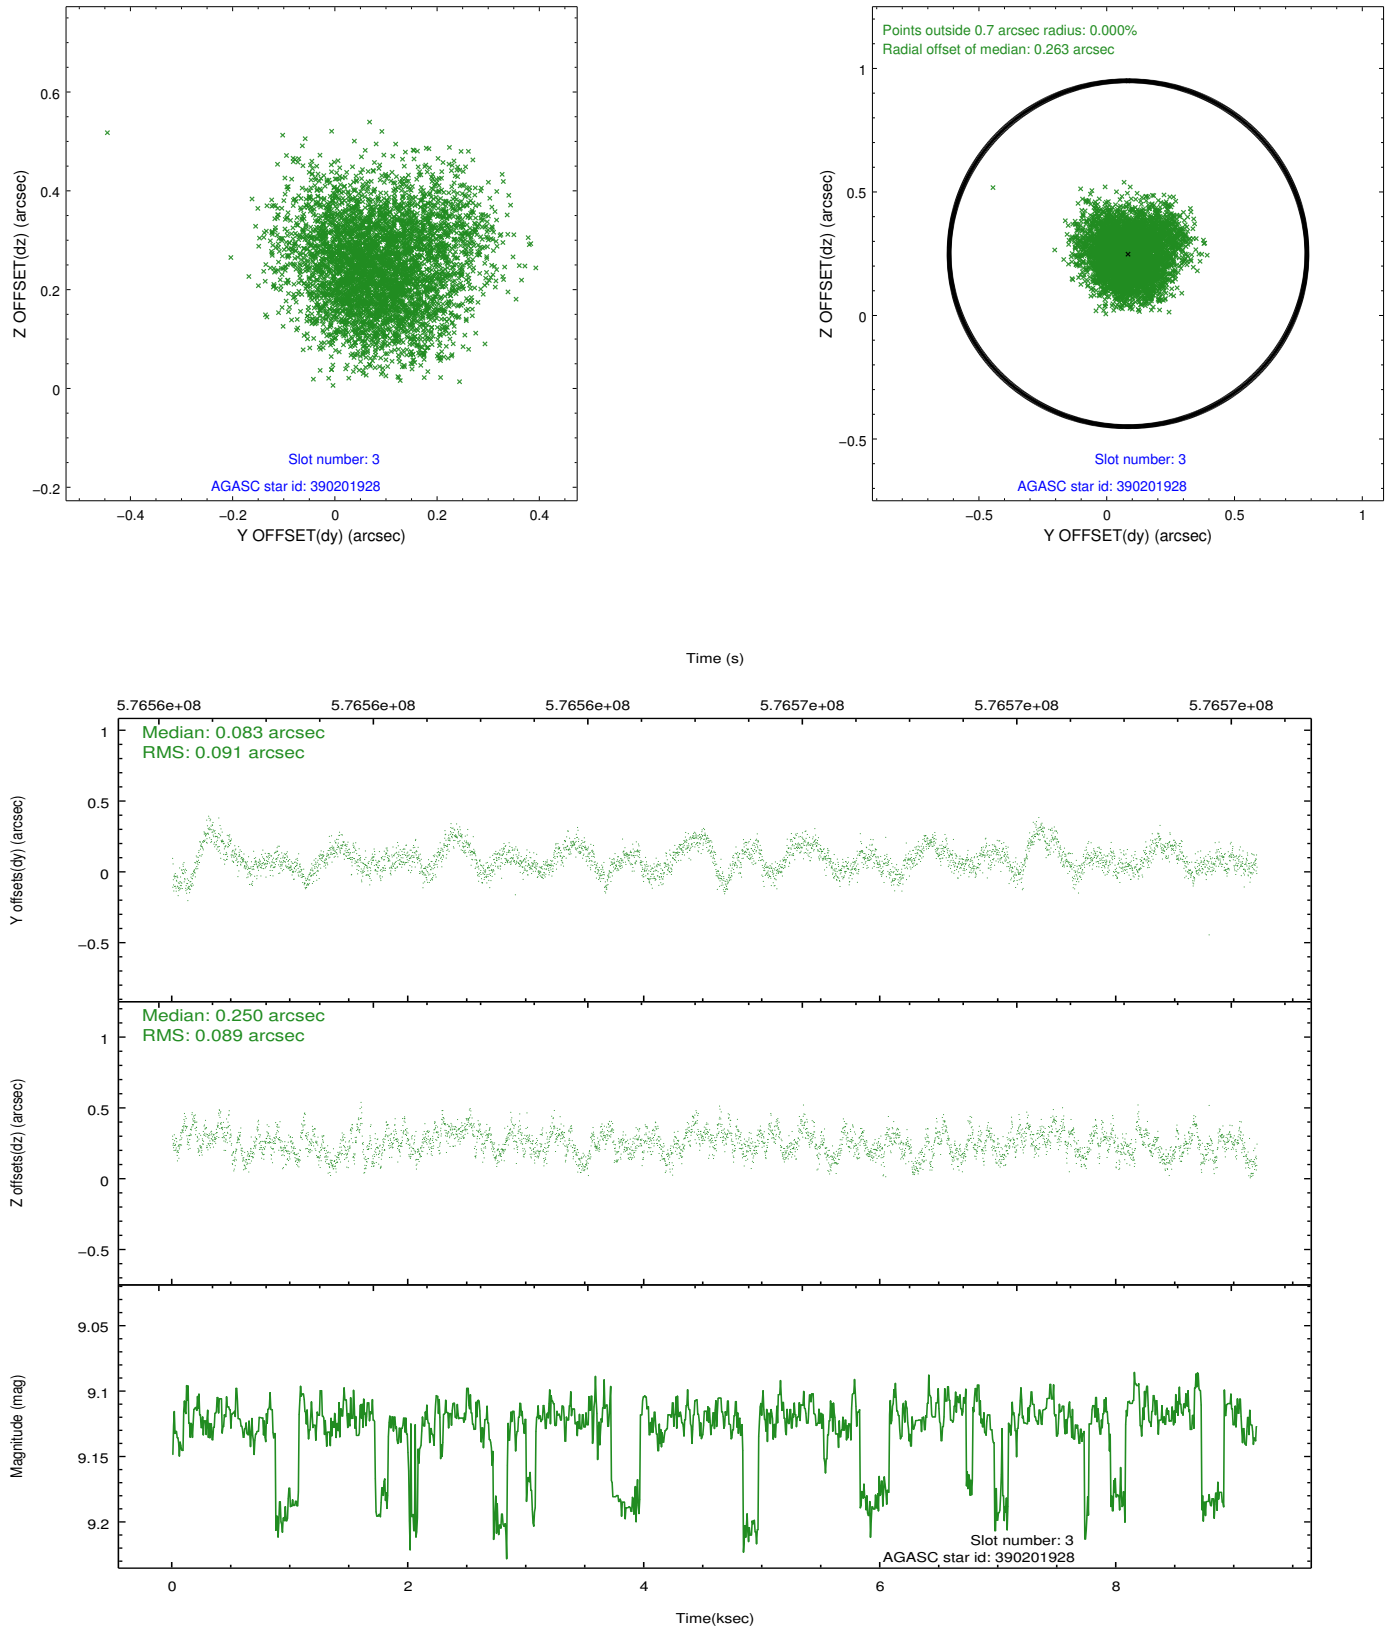 0.6
0.4
0.2
0
−0.2
Z OFFSET(dz) (arcsec)
Slot number: 3
AGASC star id: 390201928
−0.4
−0.2
0
0.2
0.4
Y OFFSET(dy) (arcsec)
Points outside 0.7 arcsec radius: 0.000%
Radial offset of median: 0.263 arcsec
1
0.5
0
−0.5
Z OFFSET(dz) (arcsec)
Slot number: 3
AGASC star id: 390201928
−0.5
0
0.5
1
Y OFFSET(dy) (arcsec)
Time (s)
5.7656e+08
5.7656e+08
5.7656e+08
5.7657e+08
5.7657e+08
5.7657e+08
Median: 0.083 arcsec
RMS: 0.091 arcsec
1
0.5
0
−0.5
Y offsets(dy) (arcsec)
Median: 0.250 arcsec
RMS: 0.089 arcsec
1
0.5
0
−0.5
Z offsets(dz) (arcsec)
9.05
9.1
9.15
9.2
Magnitude (mag)
Slot number: 3
AGASC star id: 390201928
0
2
4
6
8
Time(ksec)